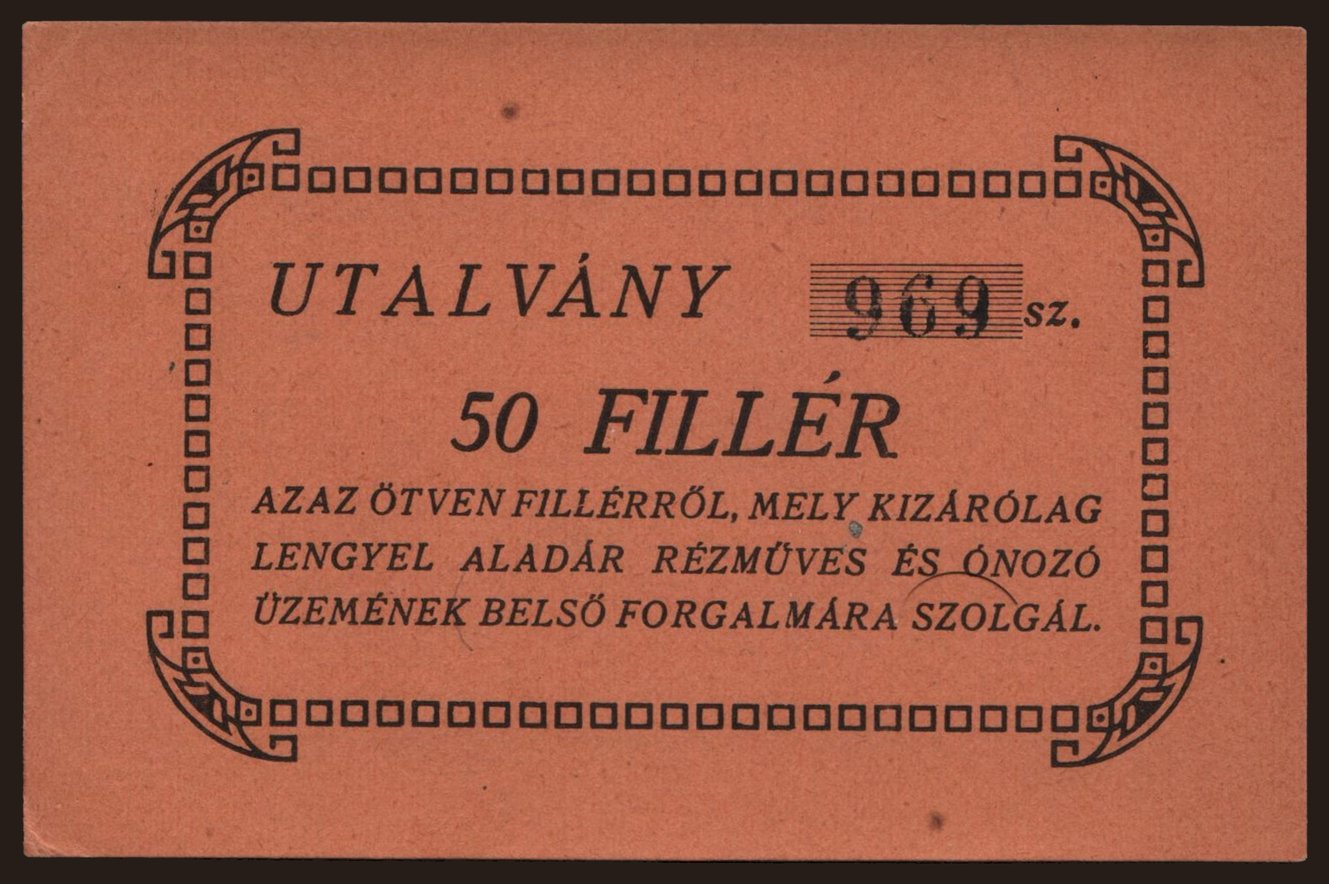 UTALVÁNY 969 sz.
50 FILLÉR
AZAZ ÖTVEN FILLÉRRŐL, MELY KIZÁRÓLAG
LENGYEL ALADÁR RÉZMŰVES ÉS ÓNOZÓ
ÜZEMÉNEK BELSŐ FORGALMÁRA SZOLGÁL.